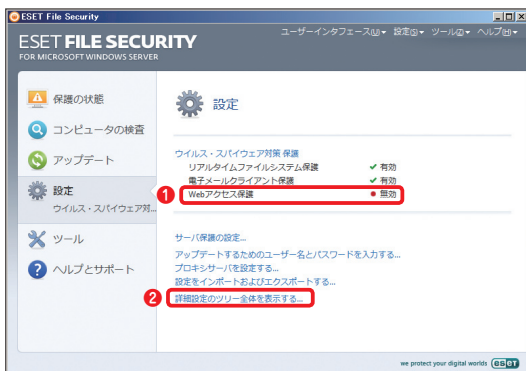 ESET File Security
ESET FILE SECURITY
FOR MICROSOFT WINDOWS SERVER
ユーザーインタフェース(U)▾ 設定(S)▾ ツール(Z)▾ ヘルプ(H)▾
保護の状態
コンピュータの検査
アップデート
設定
ウイルス・スパイウェア対...
ツール
ヘルプとサポート
設定
ウイルス・スパイウェア対策 保護
リアルタイムファイルシステム保護 ✔ 有効
電子メールクライアント保護 ✔ 有効
❶ Webアクセス保護 ● 無効
サーバ保護の設定...
アップデートするためのユーザー名とパスワードを入力する...
プロキシサーバを設定する...
設定をインポートおよびエクスポートする...
❷ 詳細設定のツリー全体を表示する...
we protect your digital worlds eset